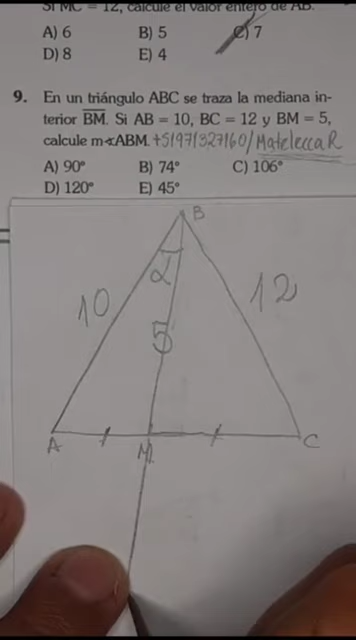 Si MC = 12, calcule el valor entero de AB.
A) 6 B) 5 C) 7
D) 8 E) 4
9. En un triángulo ABC se traza la mediana in-
terior BM. Si AB = 10, BC = 12 y BM = 5,
calcule m∢ABM. +51971327160/MateleccaR
A) 90° B) 74° C) 106°
D) 120° E) 45°
B
α
10 12
5
A M C